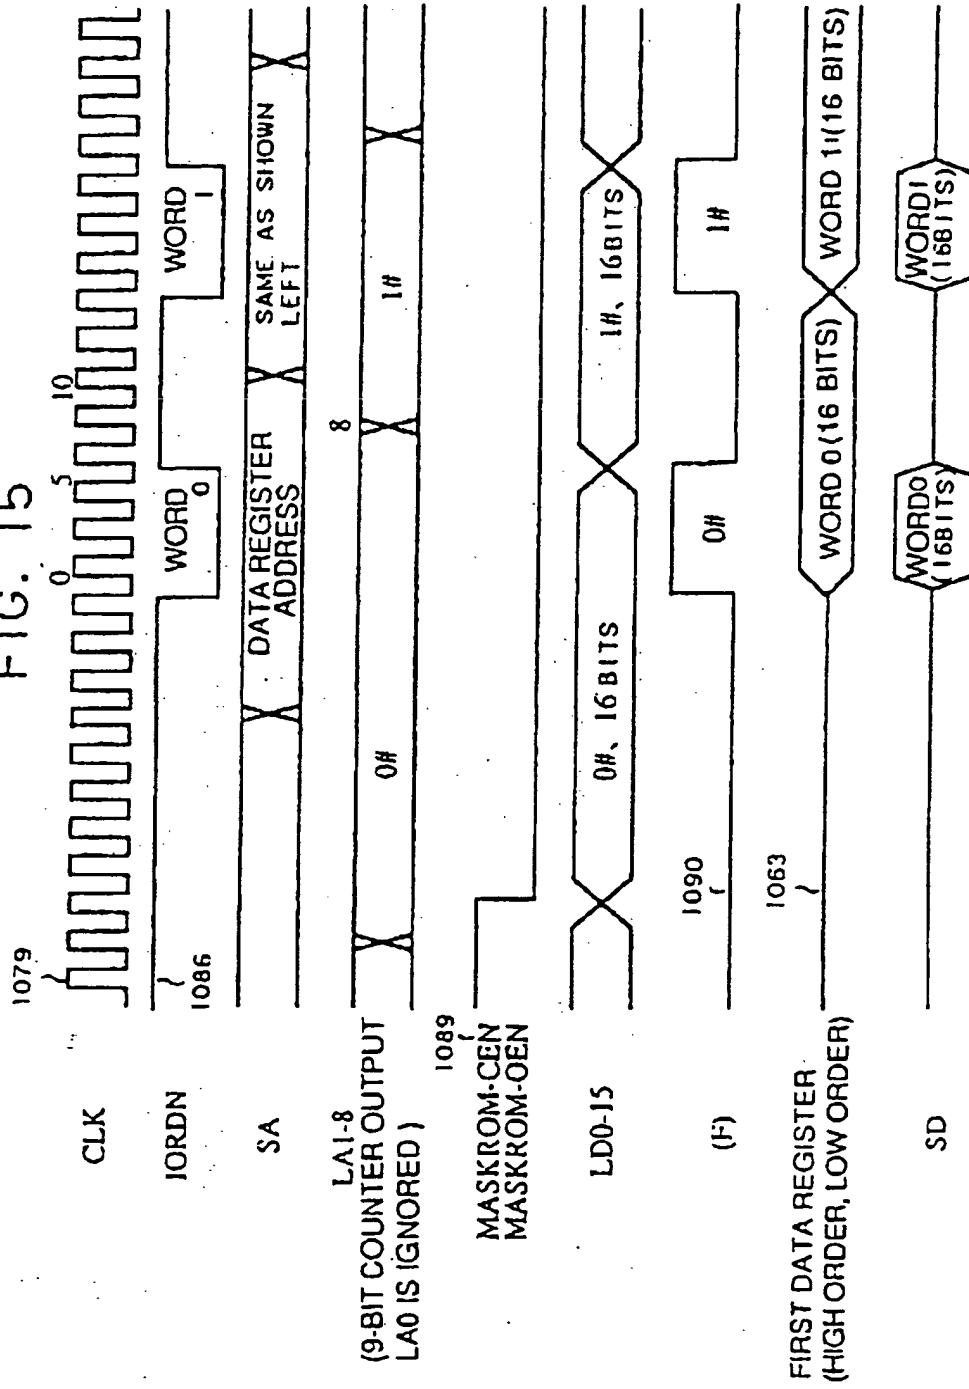 FIG. 15
1079
CLK
0
5
10
IORDN
1086
WORD 0
WORD 1
SA
DATA REGISTER
ADDRESS
SAME AS SHOWN
LEFT
LA1-8
(9-BIT COUNTER OUTPUT
LA0 IS IGNORED )
0#
8
1#
1089
MASKROM-CEN
MASKROM-OEN
LD0-15
0#, 16BITS
1#, 16BITS
1090
(F)
0#
1#
1063
FIRST DATA REGISTER
(HIGH ORDER, LOW ORDER)
WORD 0 (16 BITS)
WORD 1 (16 BITS)
SD
WORD0
(16BITS)
WORD1
(16BITS)